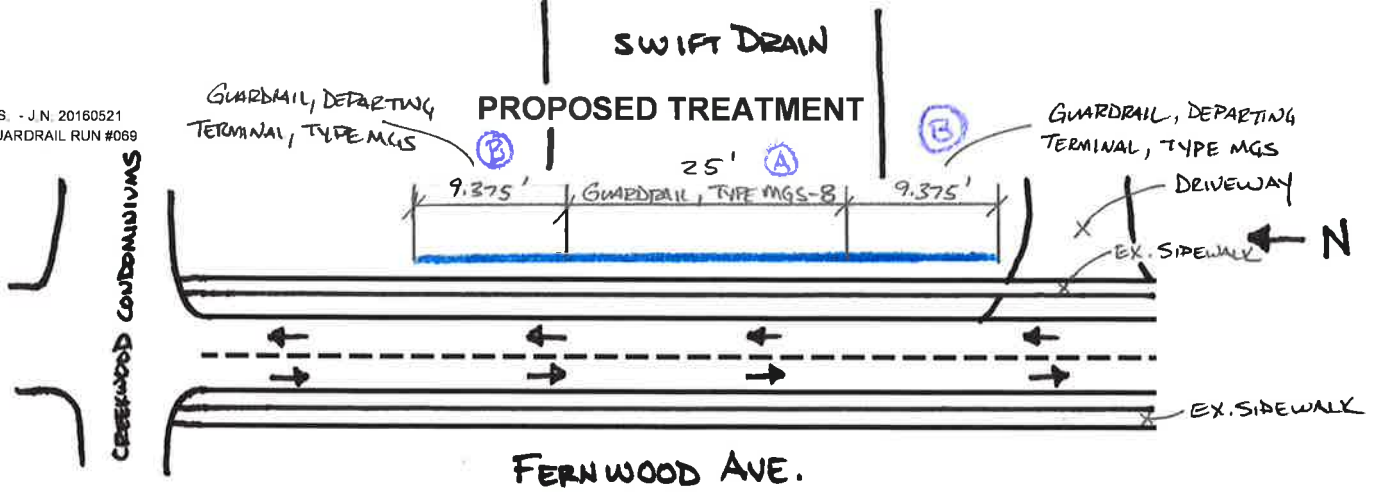 SWIFT DRAIN
S. - J.N. 20160521
GUARDRAIL RUN #069
GUARDRAIL, DEPARTING
TERMINAL, TYPE MGS
PROPOSED TREATMENT
GUARDRAIL, DEPARTING
TERMINAL, TYPE MGS
B
25' A
B
9.375'
GUARDRAIL, TYPE MGS-8
9.375'
DRIVEWAY
N
EX. SIDEWALK
CREEKWOOD CONDOMINIUMS
EX. SIDEWALK
FERNWOOD AVE.